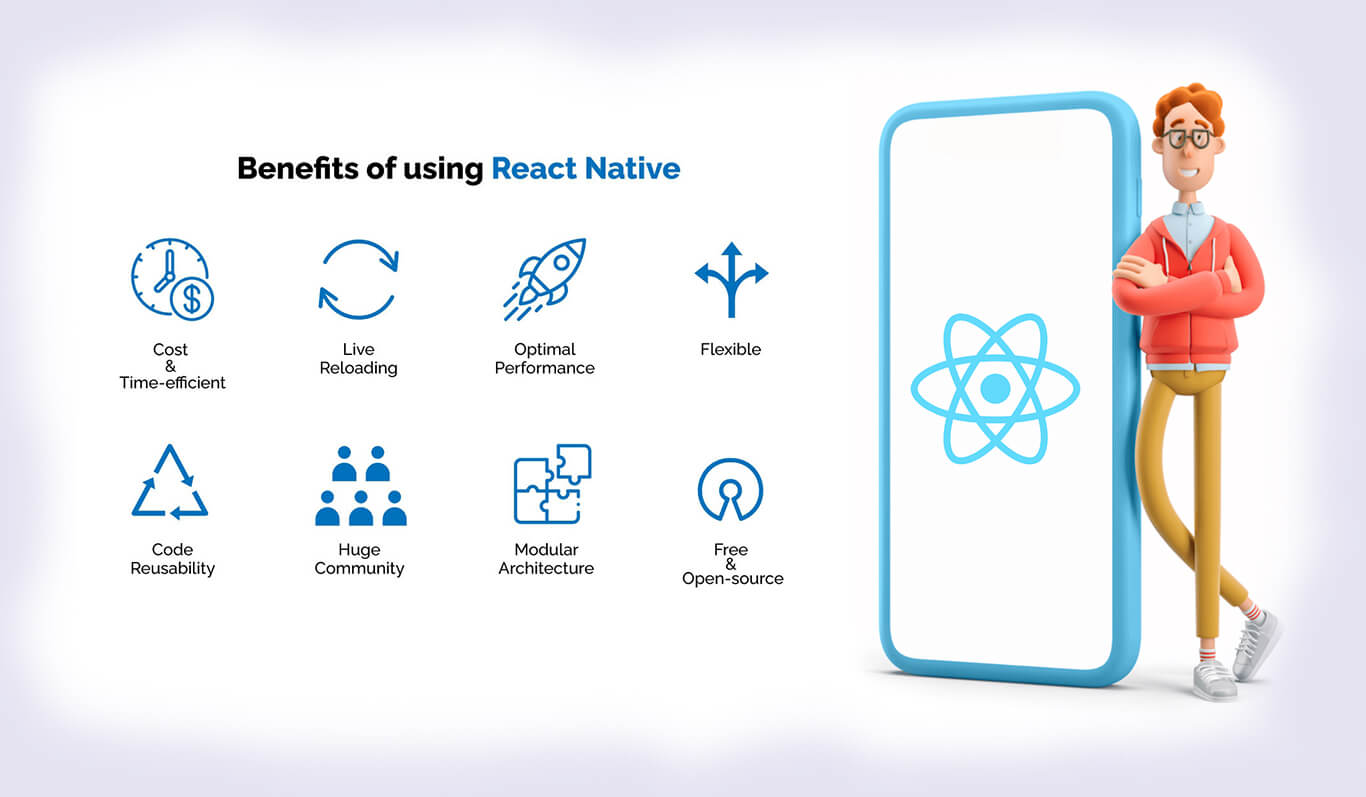 Benefits of using React Native
Cost
&
Time-efficient
Live
Reloading
Optimal
Performance
Flexible
Code
Reusability
Huge
Community
Modular
Architecture
Free
&
Open-source